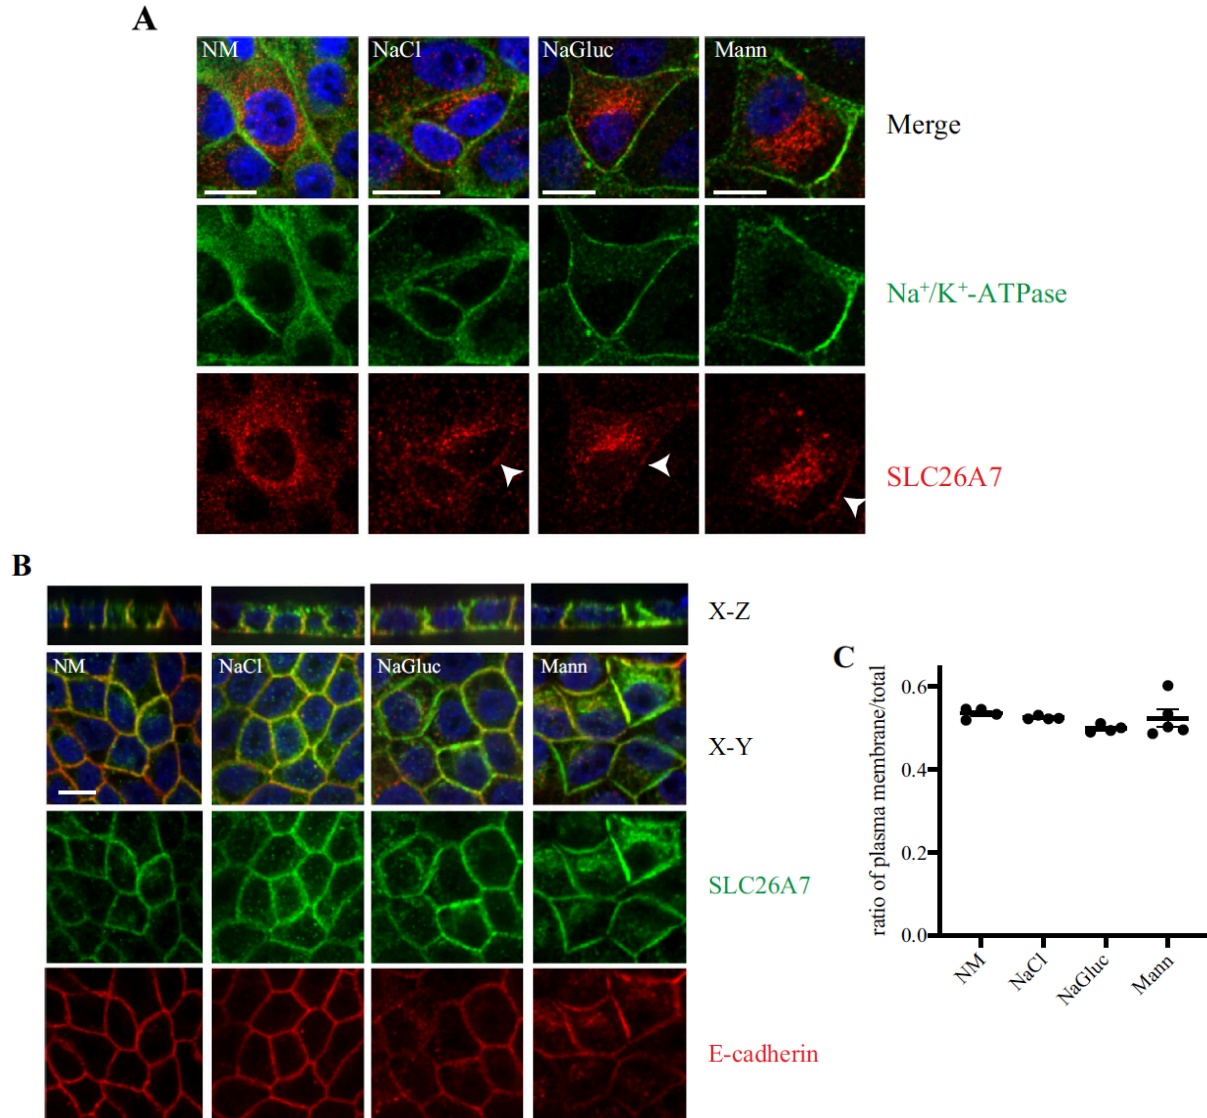 A
NM NaCl NaGluc Mann
Merge
Na⁺/K⁺-ATPase
SLC26A7
B
X-Z
NM NaCl NaGluc Mann
X-Y
SLC26A7
E-cadherin
C
ratio of plasma membrane/total
0.6
0.4
0.2
0.0
NM NaCl NaGluc Mann